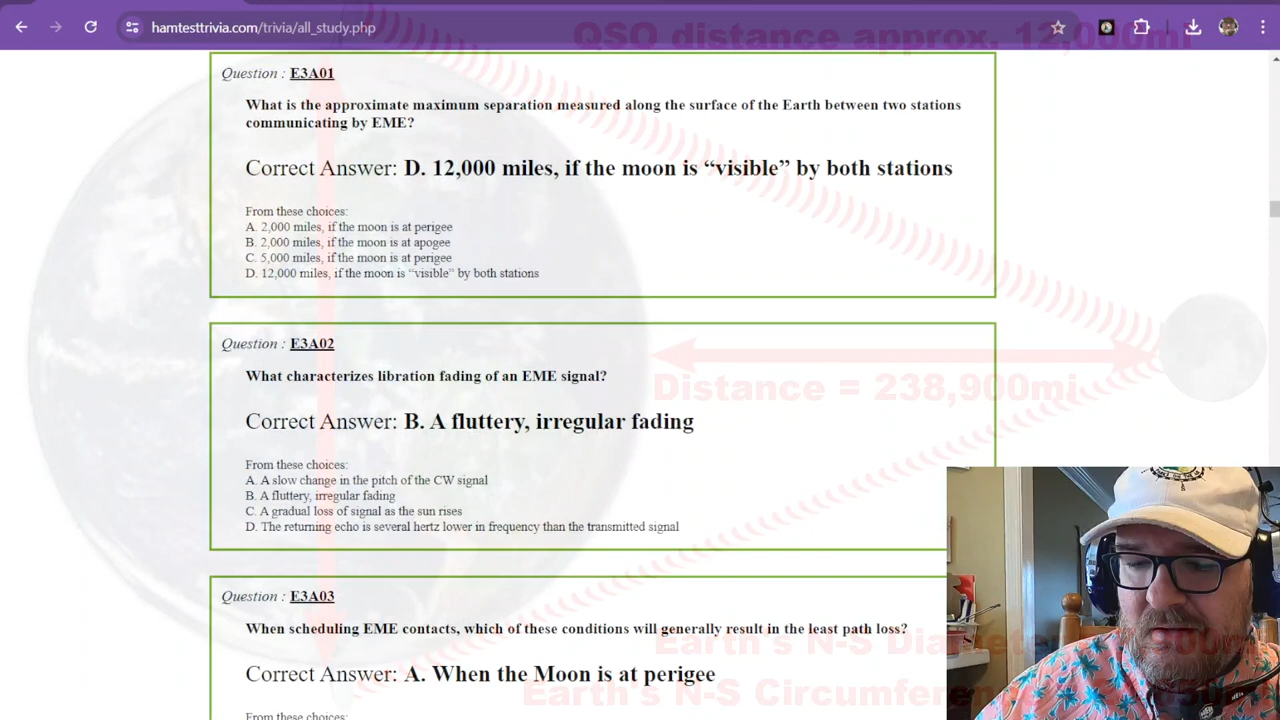 hamtesttrivia.com/trivia/all_study.php
QSO distance approx. 12,000mi
Question : E3A01
What is the approximate maximum separation measured along the surface of the Earth between two stations
communicating by EME?
Correct Answer: D. 12,000 miles, if the moon is “visible” by both stations
From these choices:
A. 2,000 miles, if the moon is at perigee
B. 2,000 miles, if the moon is at apogee
C. 5,000 miles, if the moon is at perigee
D. 12,000 miles, if the moon is “visible” by both stations
Question : E3A02
What characterizes libration fading of an EME signal?
Distance = 238,900mi
Correct Answer: B. A fluttery, irregular fading
From these choices:
A. A slow change in the pitch of the CW signal
B. A fluttery, irregular fading
C. A gradual loss of signal as the sun rises
D. The returning echo is several hertz lower in frequency than the transmitted signal
Question : E3A03
When scheduling EME contacts, which of these conditions will generally result in the least path loss?
Earth's N-S
Correct Answer: A. When the Moon is at perigee
Earth's N-S
From these choices: